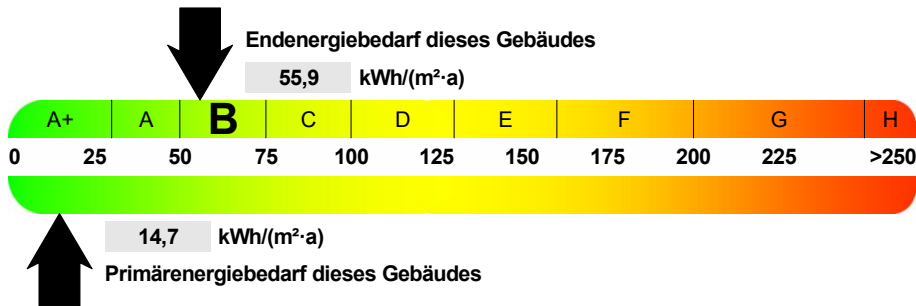 Endenergiebedarf dieses Gebäudes
55,9 kWh/(m²·a)
A+ A B C D E F G H
0 25 50 75 100 125 150 175 200 225 >250
14,7 kWh/(m²·a)
Primärenergiebedarf dieses Gebäudes